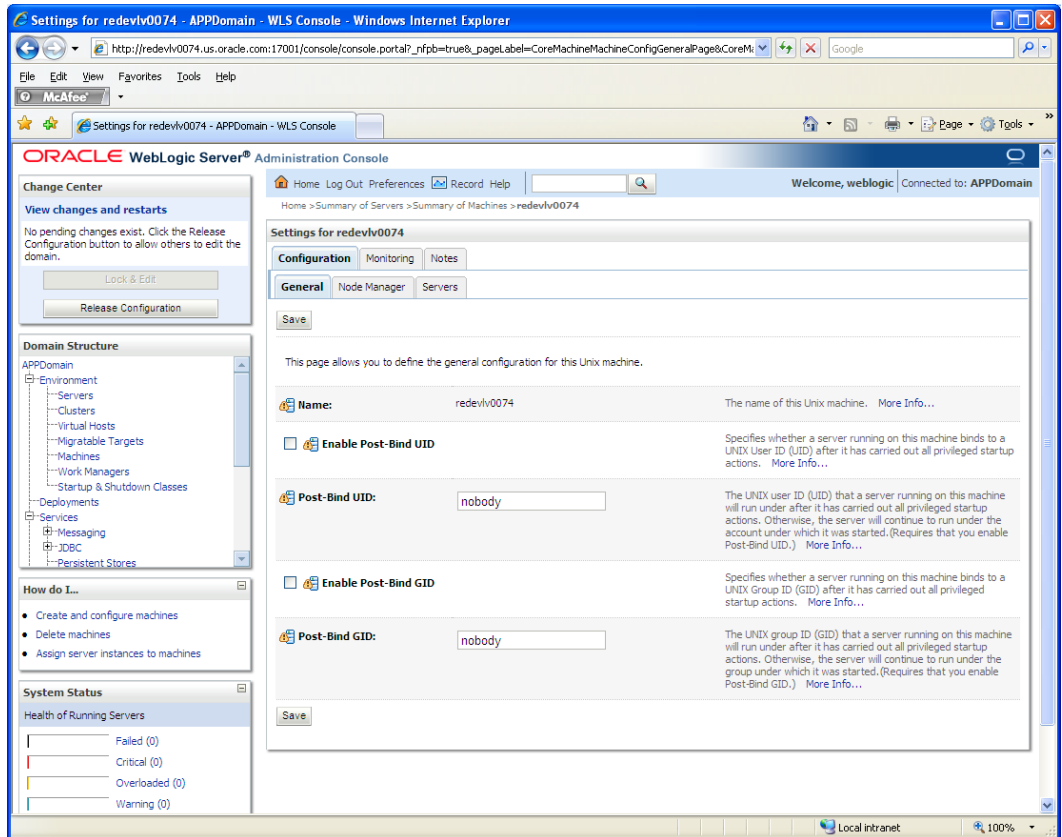 Settings for redevlv0074 - APPDomain - WLS Console - Windows Internet Explorer
http://redevlv0074.us.oracle.com:17001/console/console.portal?_nfpb=true&_pageLabel=CoreMachineMachineConfigGeneralPage&CoreMa
Google
File Edit View Favorites Tools Help
McAfee
Settings for redevlv0074 - APPDomain - WLS Console
Page Tools »
ORACLE WebLogic Server® Administration Console
Change Center
View changes and restarts
No pending changes exist. Click the Release
Configuration button to allow others to edit the
domain.
Lock & Edit
Release Configuration
Domain Structure
APPDomain
Environment
Servers
Clusters
Virtual Hosts
Migratable Targets
Machines
Work Managers
Startup & Shutdown Classes
Deployments
Services
Messaging
JDBC
Persistent Stores
How do I...
Create and configure machines
Delete machines
Assign server instances to machines
System Status
Health of Running Servers
Failed (0)
Critical (0)
Overloaded (0)
Warning (0)
Home Log Out Preferences Record Help
Welcome, weblogic Connected to: APPDomain
Home >Summary of Servers >Summary of Machines >redevlv0074
Settings for redevlv0074
Configuration Monitoring Notes
General Node Manager Servers
Save
This page allows you to define the general configuration for this Unix machine.
Name: redevlv0074
The name of this Unix machine. More Info...
Enable Post-Bind UID
Specifies whether a server running on this machine binds to a
UNIX User ID (UID) after it has carried out all privileged startup
actions. More Info...
Post-Bind UID: nobody
The UNIX user ID (UID) that a server running on this machine
will run under after it has carried out all privileged startup
actions. Otherwise, the server will continue to run under the
account under which it was started.(Requires that you enable
Post-Bind UID.) More Info...
Enable Post-Bind GID
Specifies whether a server running on this machine binds to a
UNIX Group ID (GID) after it has carried out all privileged
startup actions. More Info...
Post-Bind GID: nobody
The UNIX group ID (GID) that a server running on this machine
will run under after it has carried out all privileged startup
actions. Otherwise, the server will continue to run under the
group under which it was started.(Requires that you enable
Post-Bind GID.) More Info...
Save
Local intranet
100%